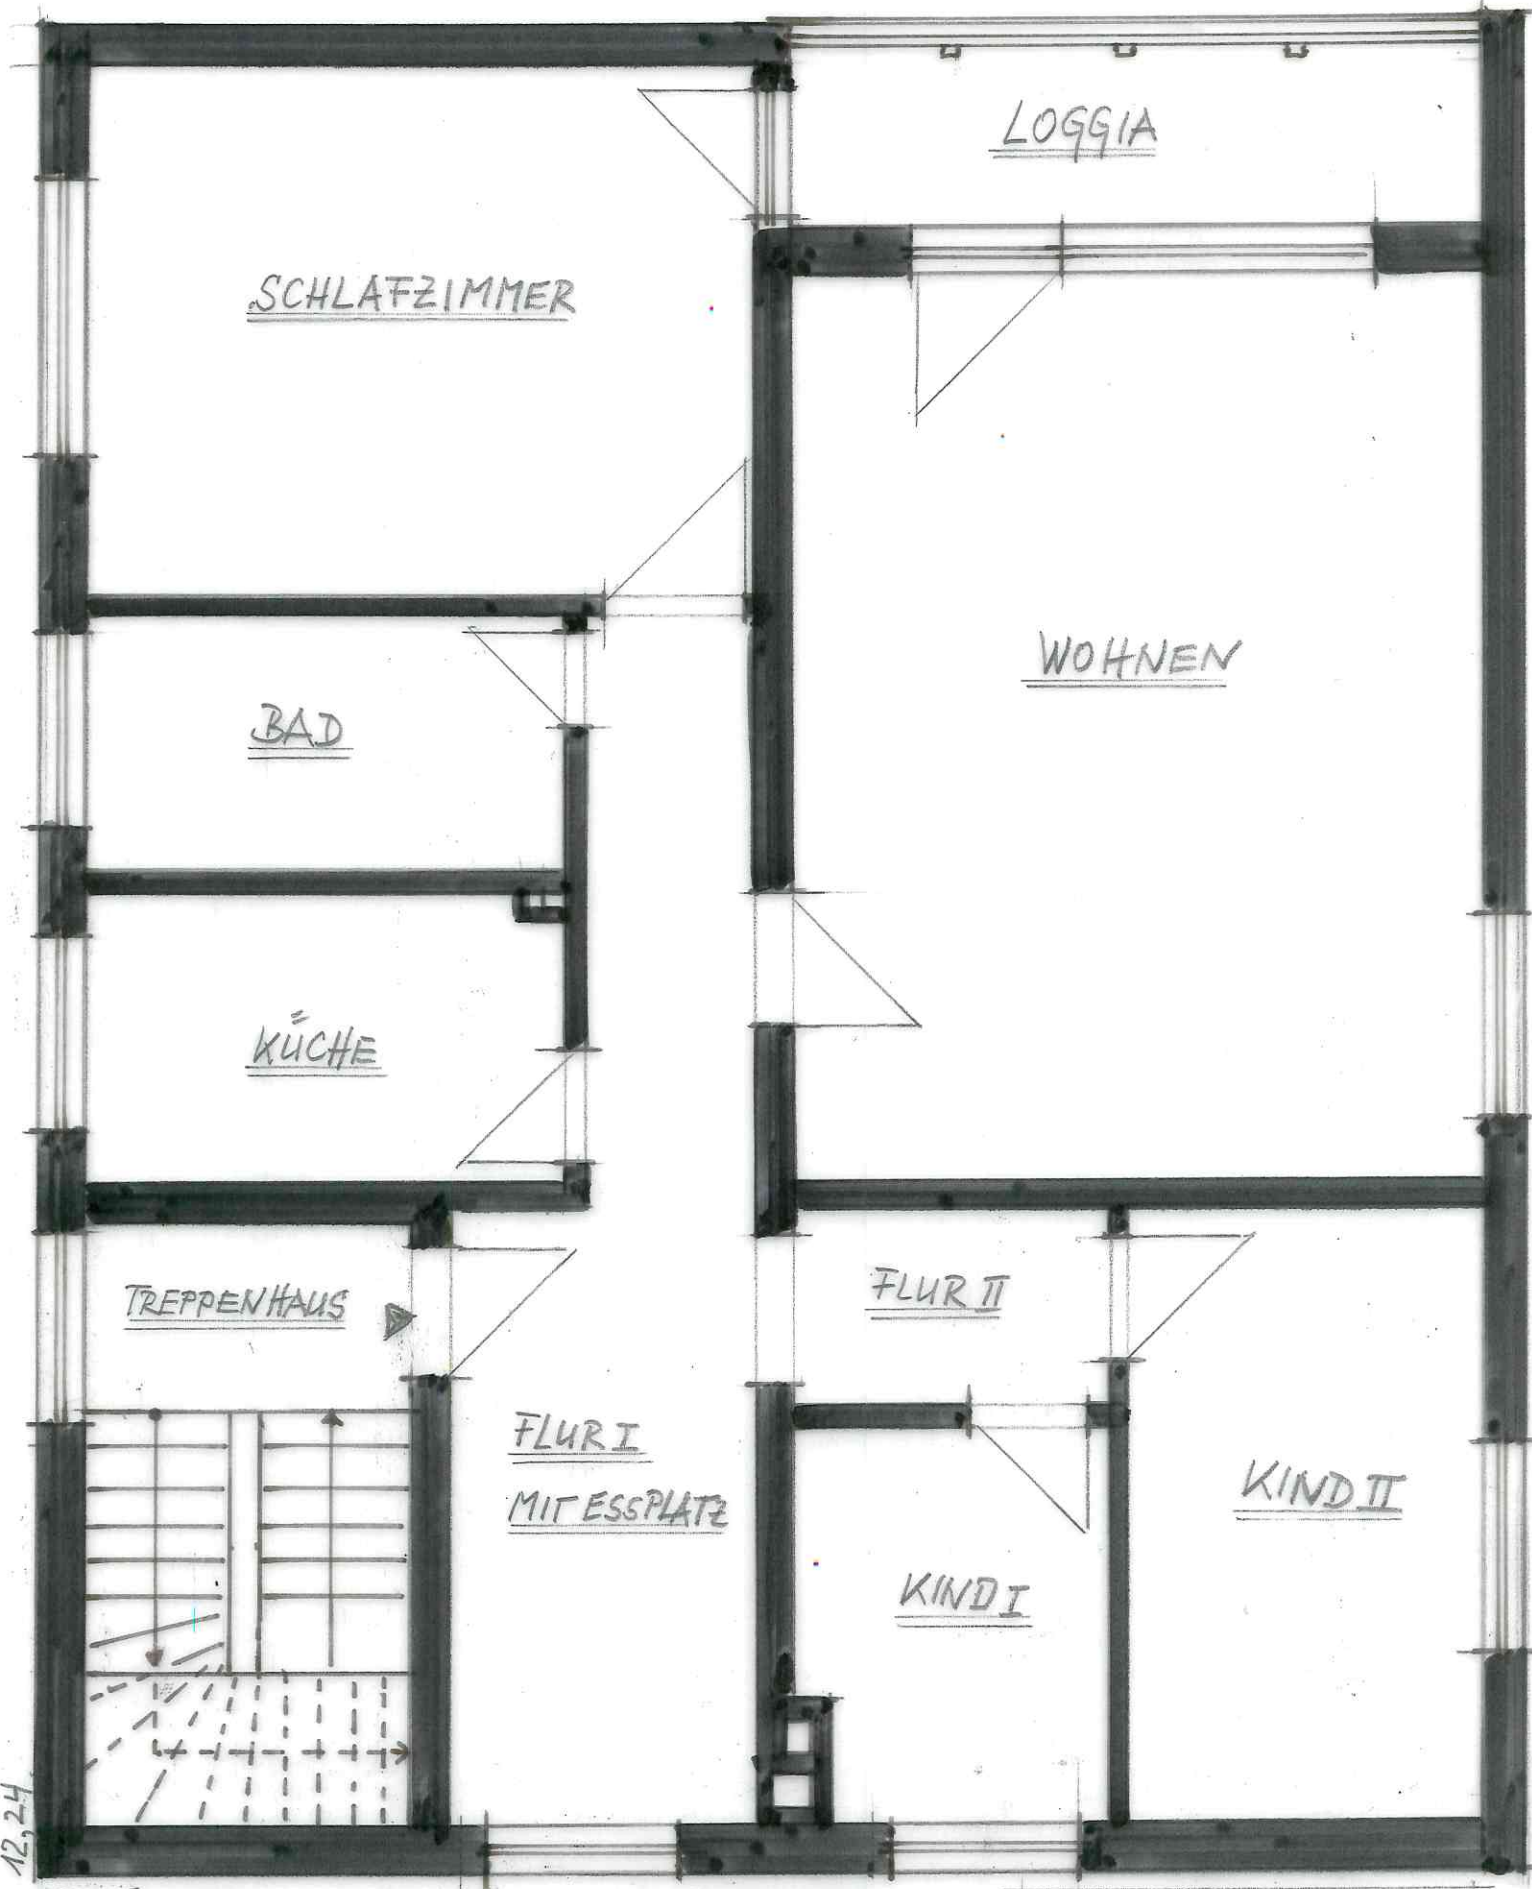 LOGGIA
SCHLAFZIMMER
WOHNEN
BAD
KÜCHE
TREPPENHAUS
FLUR II
FLUR I
MIT ESSPLATZ
KIND II
KIND I
12,24